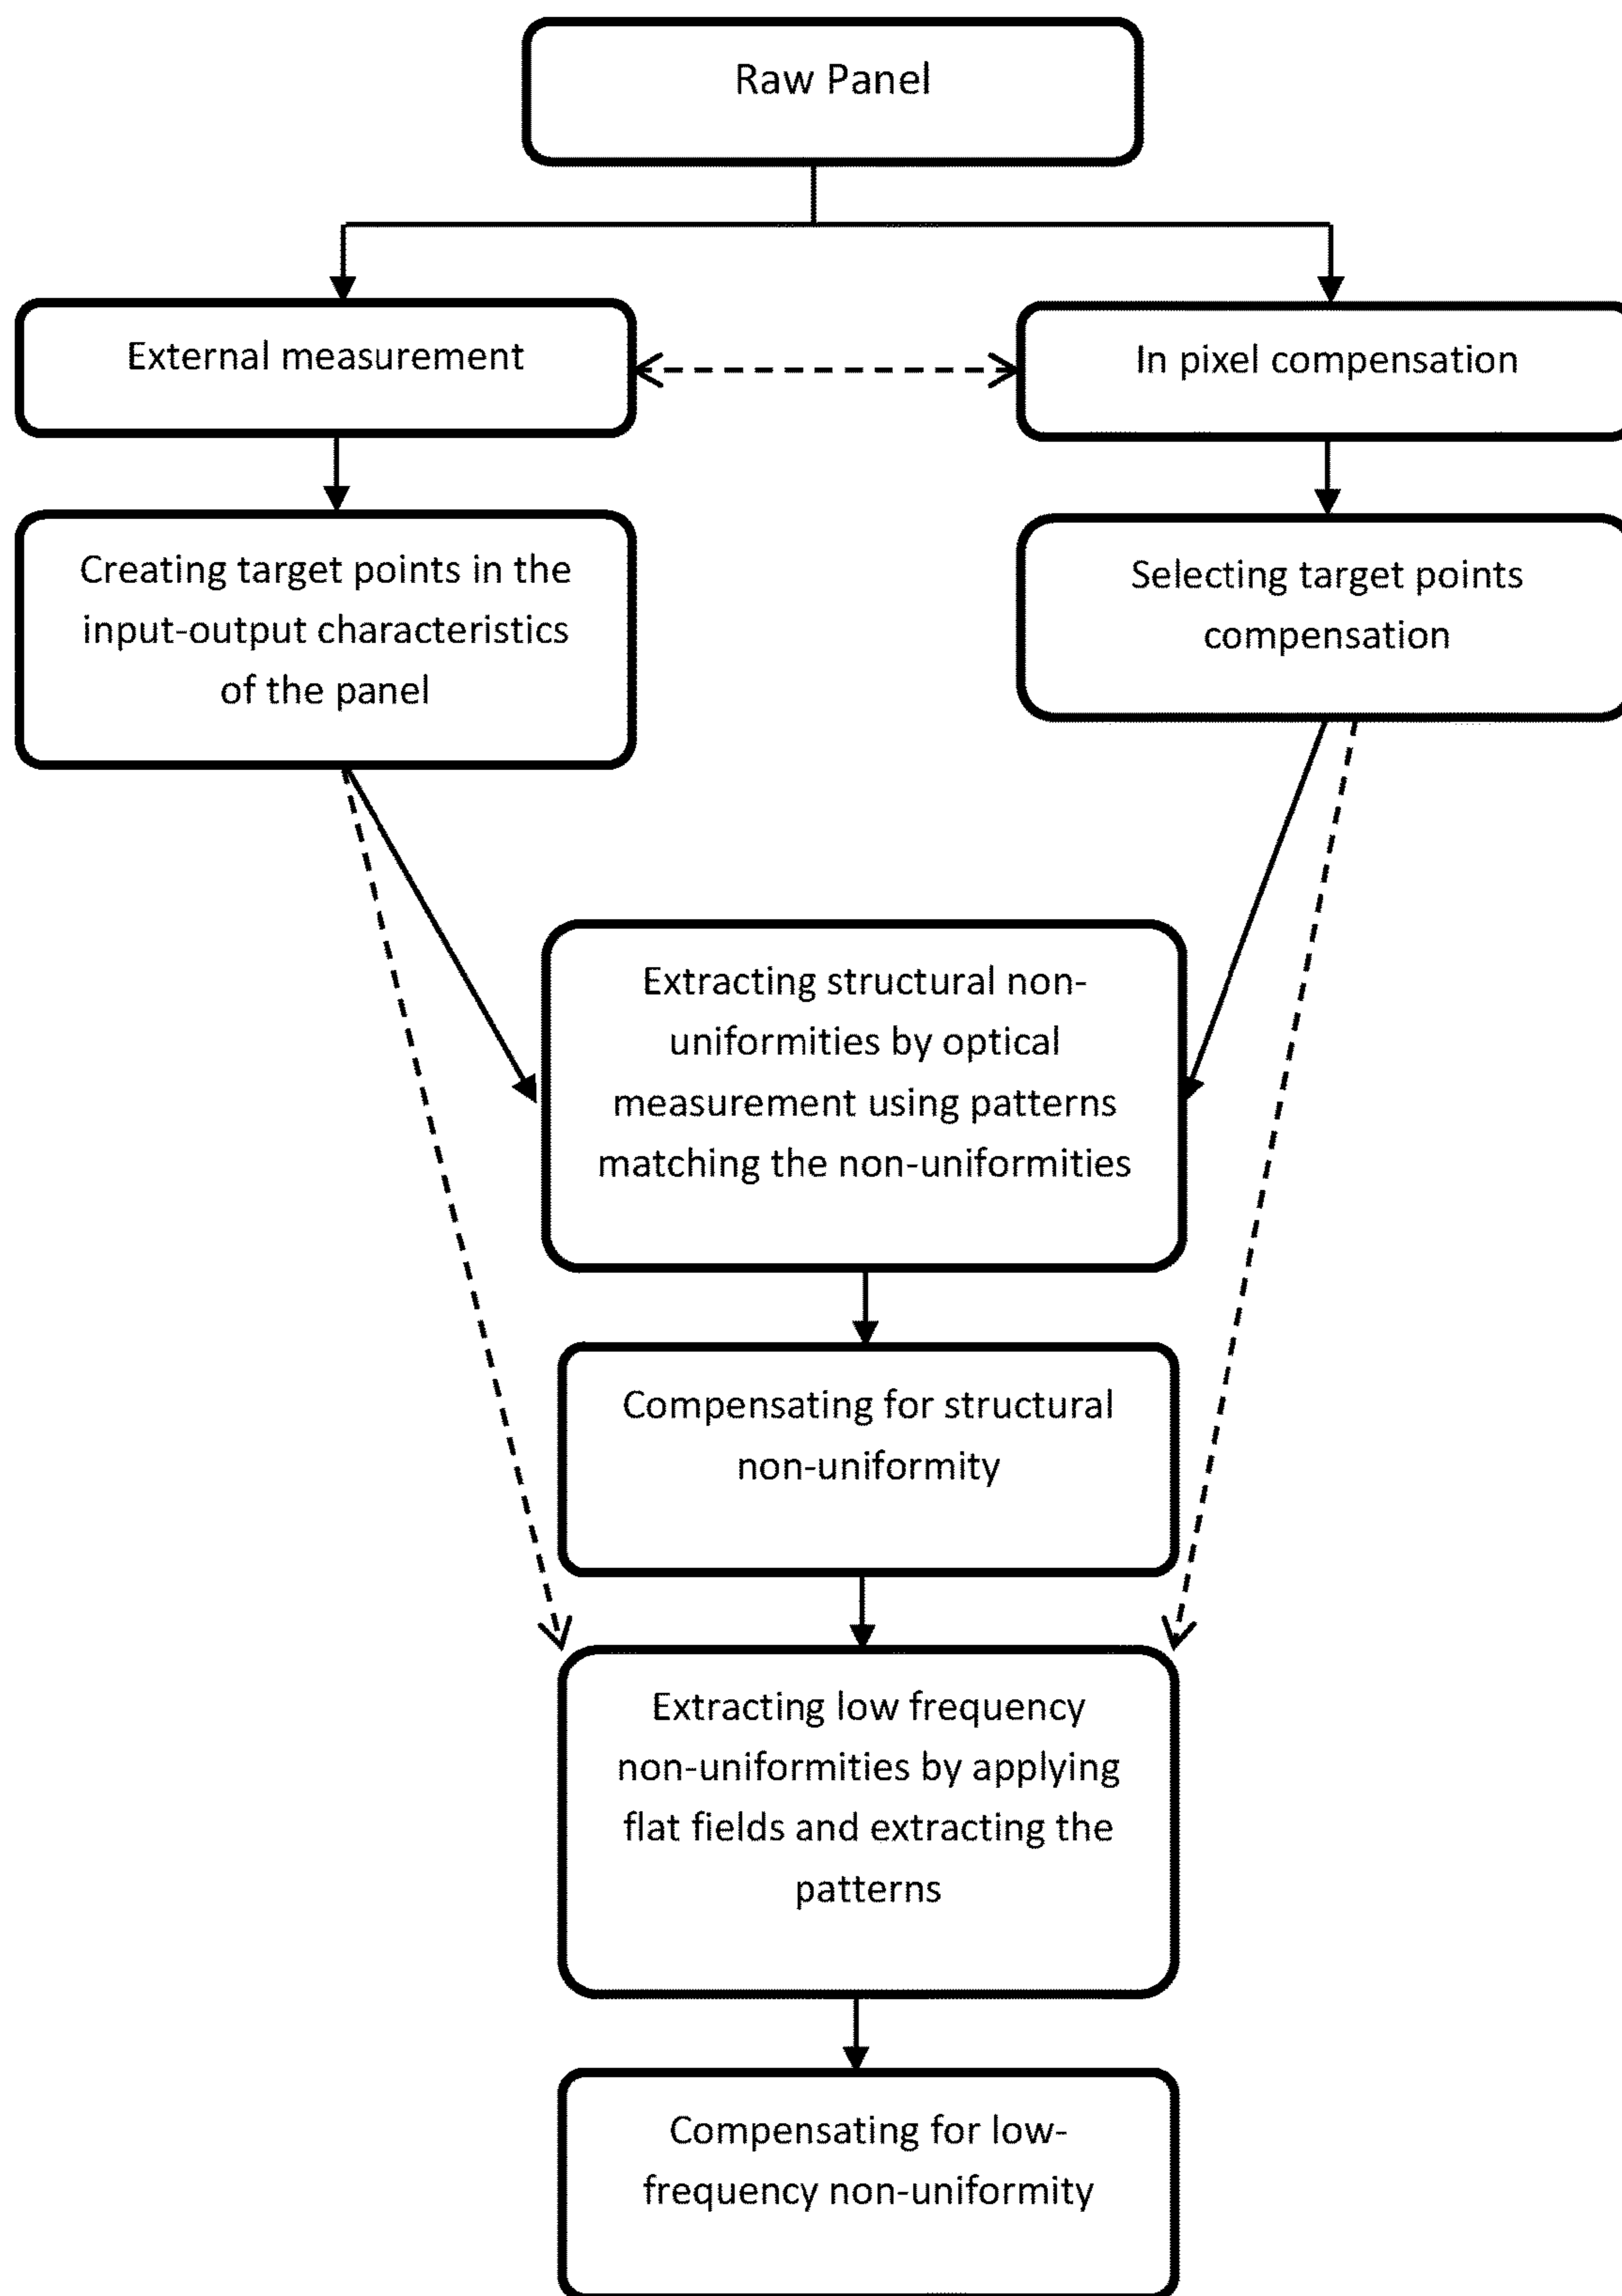 Raw Panel
External measurement
In pixel compensation
Creating target points in the
input-output characteristics
of the panel
Selecting target points
compensation
Extracting structural non-
uniformities by optical
measurement using patterns
matching the non-uniformities
Compensating for structural
non-uniformity
Extracting low frequency
non-uniformities by applying
flat fields and extracting the
patterns
Compensating for low-
frequency non-uniformity